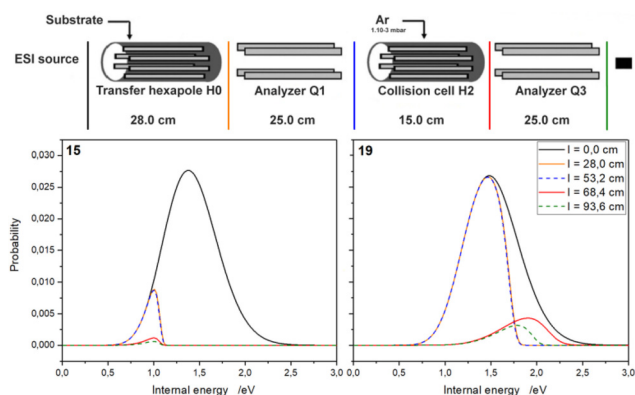 Substrate
Ar
1.10-3 mbar
ESI source
Transfer hexapole H0
Analyzer Q1
Collision cell H2
Analyzer Q3
28.0 cm
25.0 cm
15.0 cm
25.0 cm
15
19
l = 0,0 cm
l = 28,0 cm
l = 53,2 cm
l = 68,4 cm
l = 93,6 cm
0,030
0,025
0,020
0,015
0,010
0,005
0,000
Probability
0,0 0,5 1,0 1,5 2,0 2,5 3,0
0,0 0,5 1,0 1,5 2,0 2,5 3,0
Internal energy /eV
Internal energy /eV